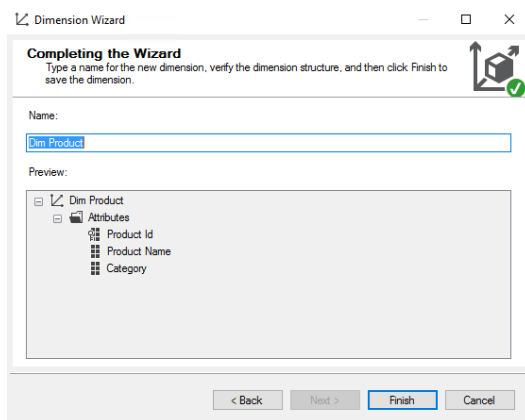 Dimension Wizard
Completing the Wizard
Type a name for the new dimension, verify the dimension structure, and then click Finish to
save the dimension.
Name:
Dim Product
Preview:
Dim Product
Attributes
Product Id
Product Name
Category
< Back Next > Finish Cancel